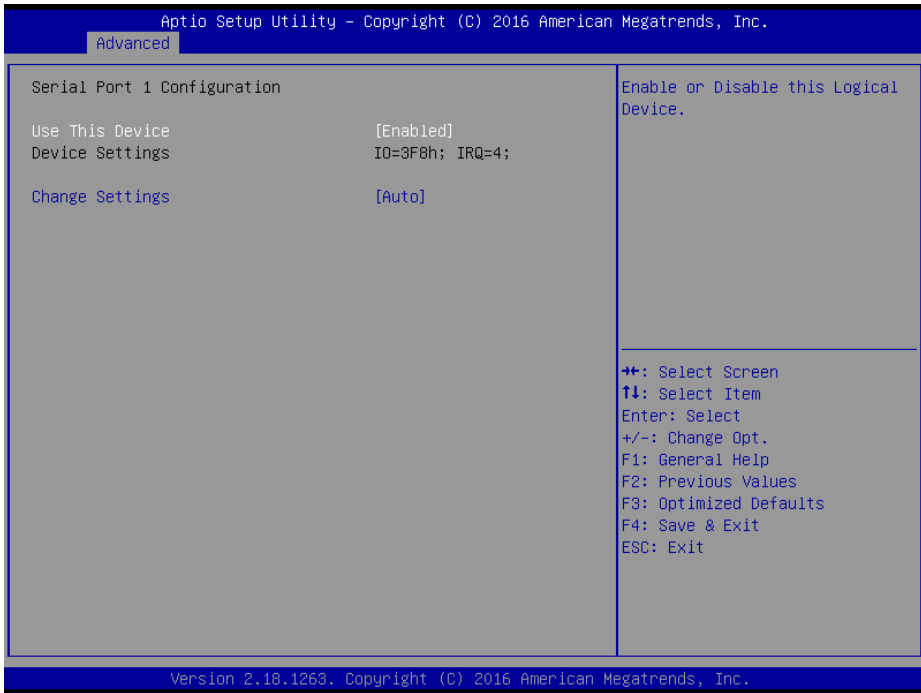 Aptio Setup Utility – Copyright (C) 2016 American Megatrends, Inc.
Advanced
Serial Port 1 Configuration
Use This Device [Enabled]
Device Settings IO=3F8h; IRQ=4;
Change Settings [Auto]
Enable or Disable this Logical
Device.
→←: Select Screen
↑↓: Select Item
Enter: Select
+/-: Change Opt.
F1: General Help
F2: Previous Values
F3: Optimized Defaults
F4: Save & Exit
ESC: Exit
Version 2.18.1263. Copyright (C) 2016 American Megatrends, Inc.